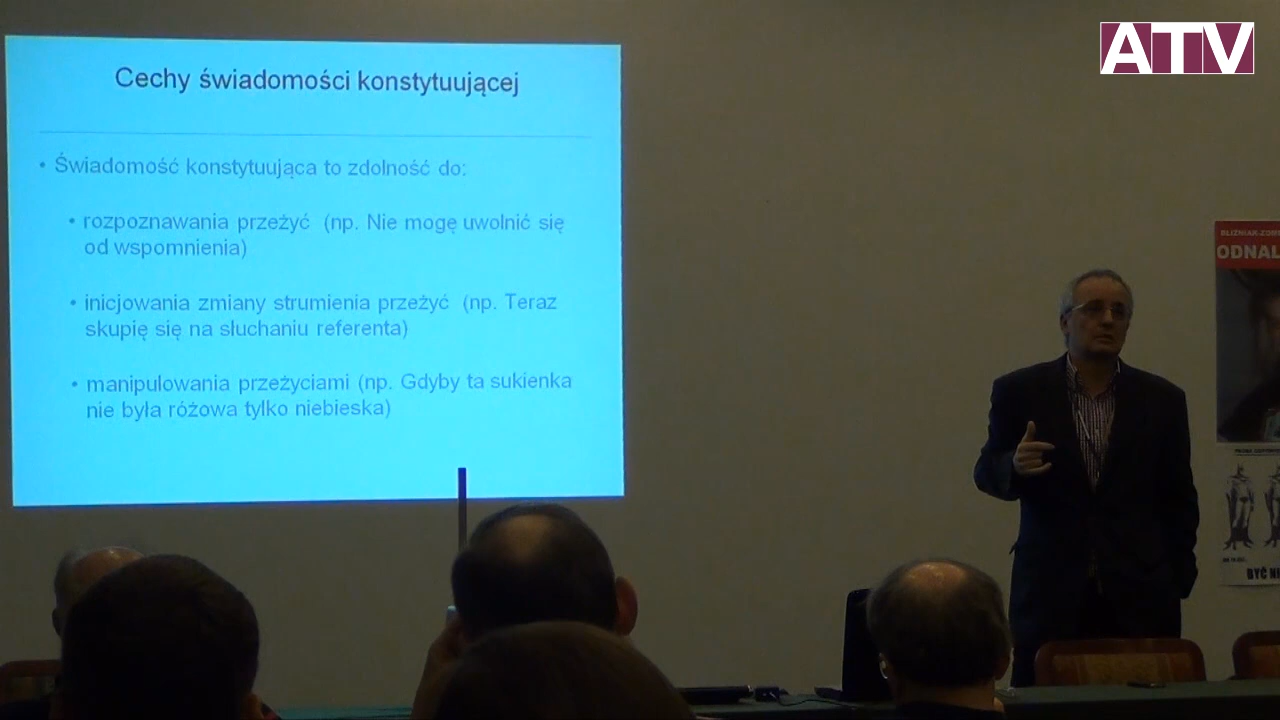 ATV
Cechy świadomości konstytuującej
• Świadomość konstytuująca to zdolność do:
• rozpoznawania przeżyć (np. Nie mogę uwolnić się
od wspomnienia)
• inicjowania zmiany strumienia przeżyć (np. Teraz
skupię się na słuchaniu referenta)
• manipulowania przeżyciami (np. Gdyby ta sukienka
nie była różowa tylko niebieska)
ODNAL
BYĆ NI